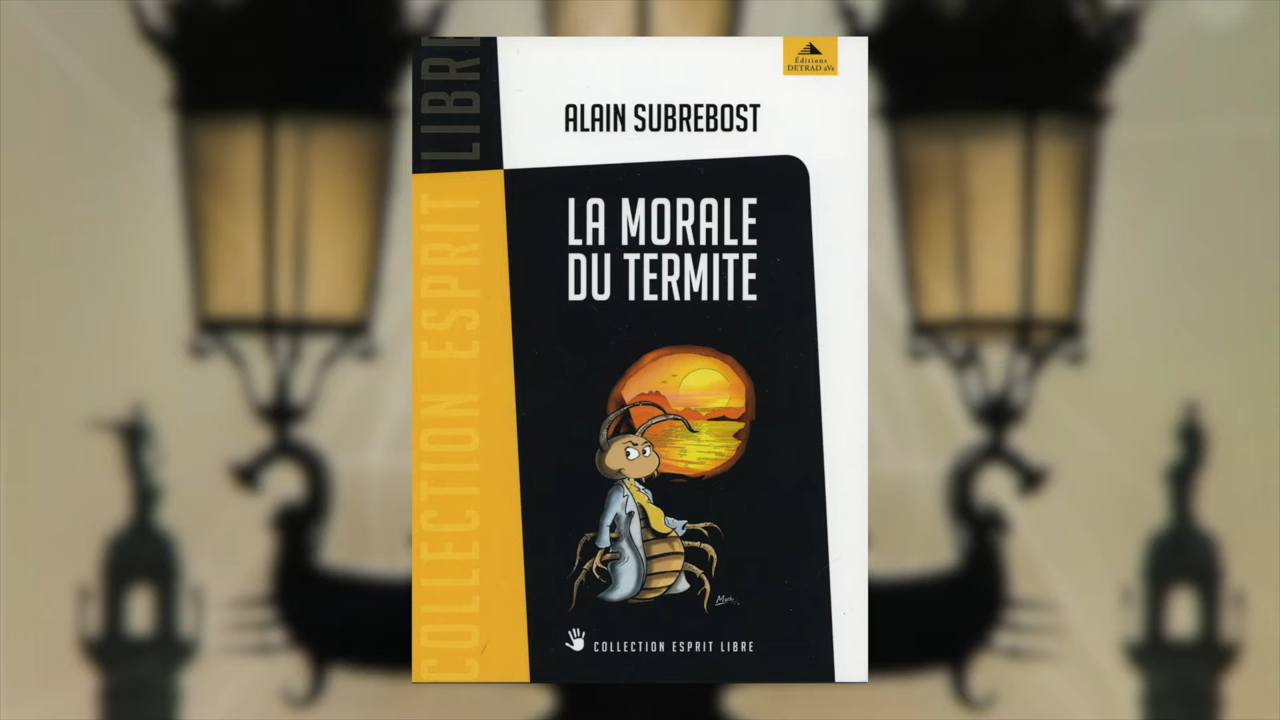 Éditions
DETRAD aVs
ALAIN SUBREBOST
LA MORALE
DU TERMITE
COLLECTION ESPRIT LIBRE
COLLECTION ESPRIT LIBRE